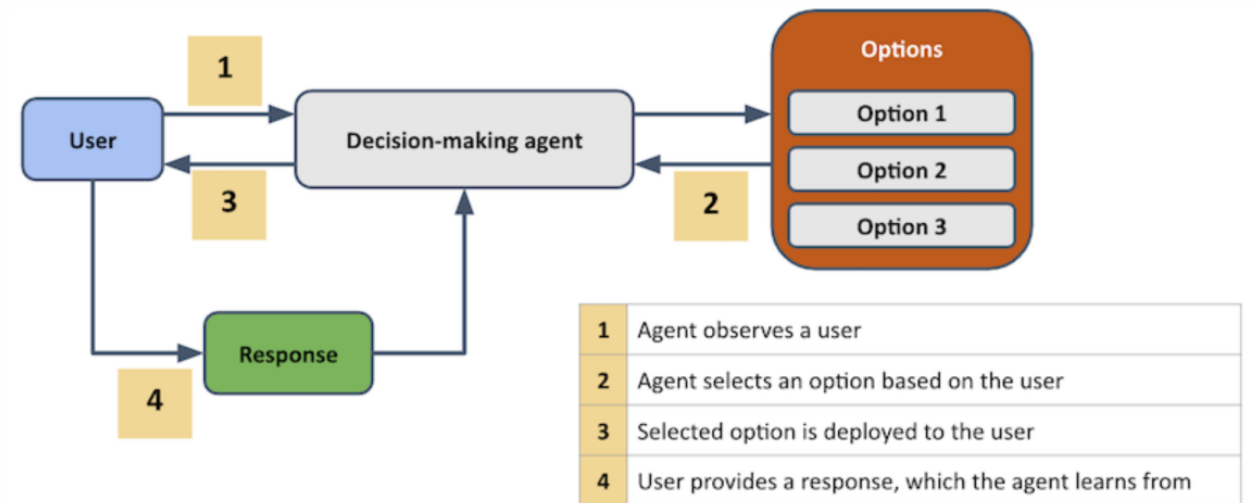 1
Options
User
Decision-making agent
Option 1
Option 2
Option 3
3
2
Response
4
1 Agent observes a user
2 Agent selects an option based on the user
3 Selected option is deployed to the user
4 User provides a response, which the agent learns from